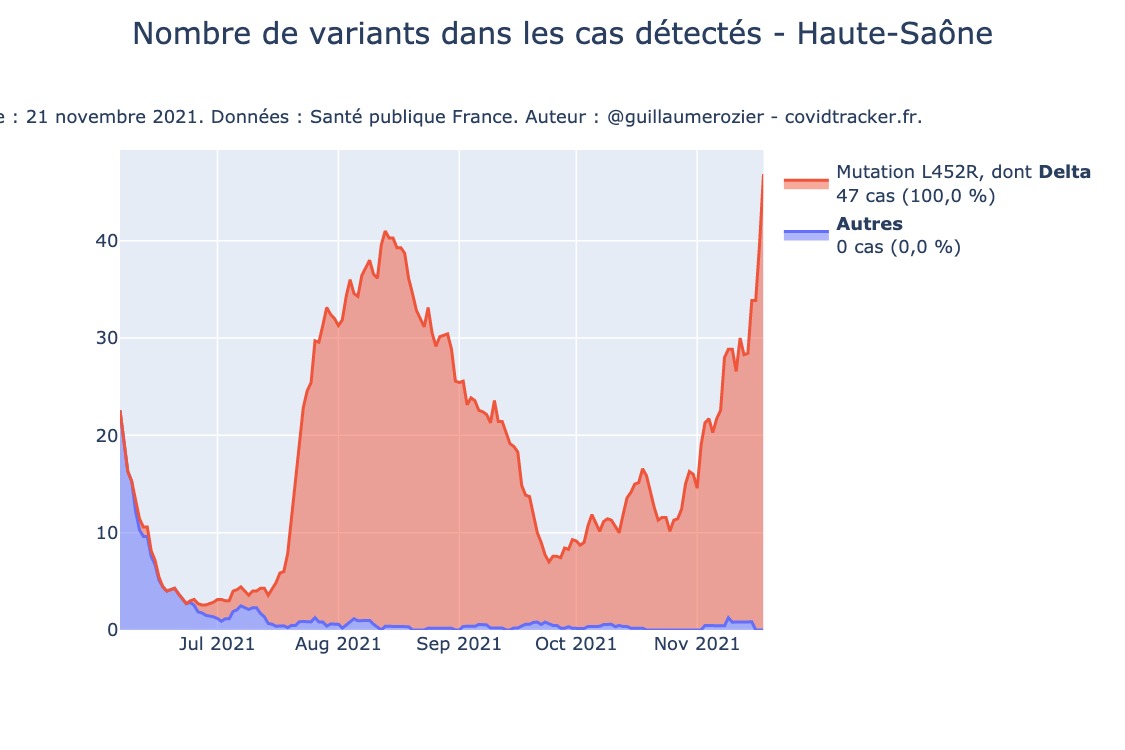 Nombre de variants dans les cas détectés - Haute-Saône
: 21 novembre 2021. Données : Santé publique France. Auteur : @guillaumerozier - covidtracker.fr.
Mutation L452R, dont Delta
47 cas (100,0 %)
Autres
0 cas (0,0 %)
40
30
20
10
0
Jul 2021 Aug 2021 Sep 2021 Oct 2021 Nov 2021